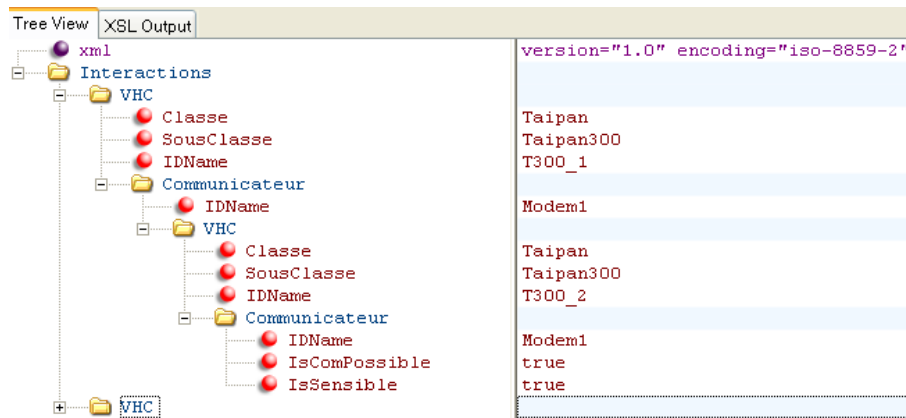 Tree View XSL Output
xml version="1.0" encoding="iso-8859-2"
Interactions
VHC
Classe Taipan
SousClasse Taipan300
IDName T300_1
Communicateur
IDName Modem1
VHC
Classe Taipan
SousClasse Taipan300
IDName T300_2
Communicateur
IDName Modem1
IsComPossible true
IsSensible true
VHC